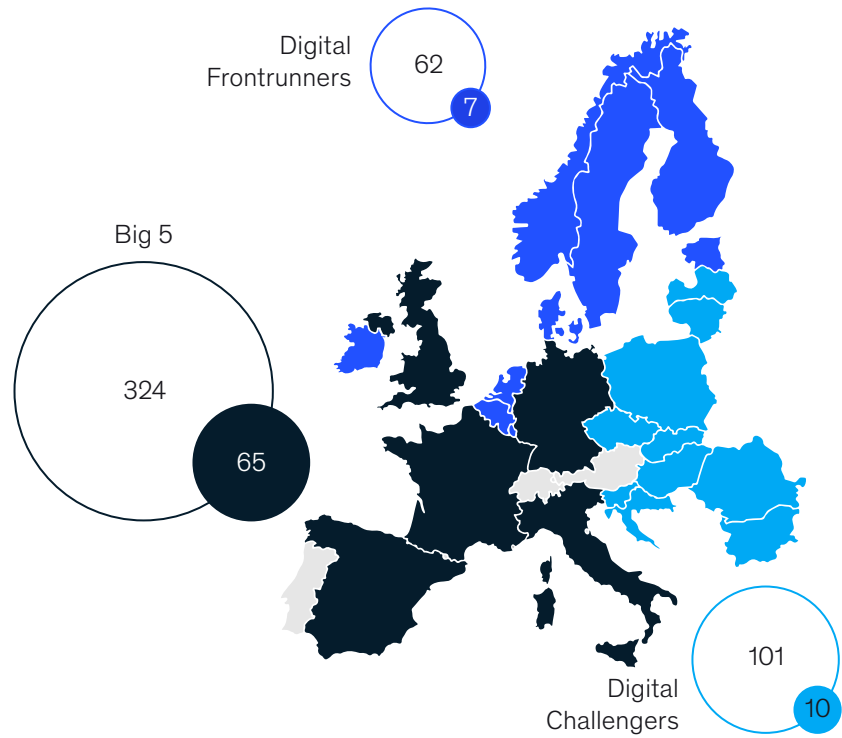 Digital
Frontrunners
62
7
Big 5
324
65
101
10
Digital
Challengers